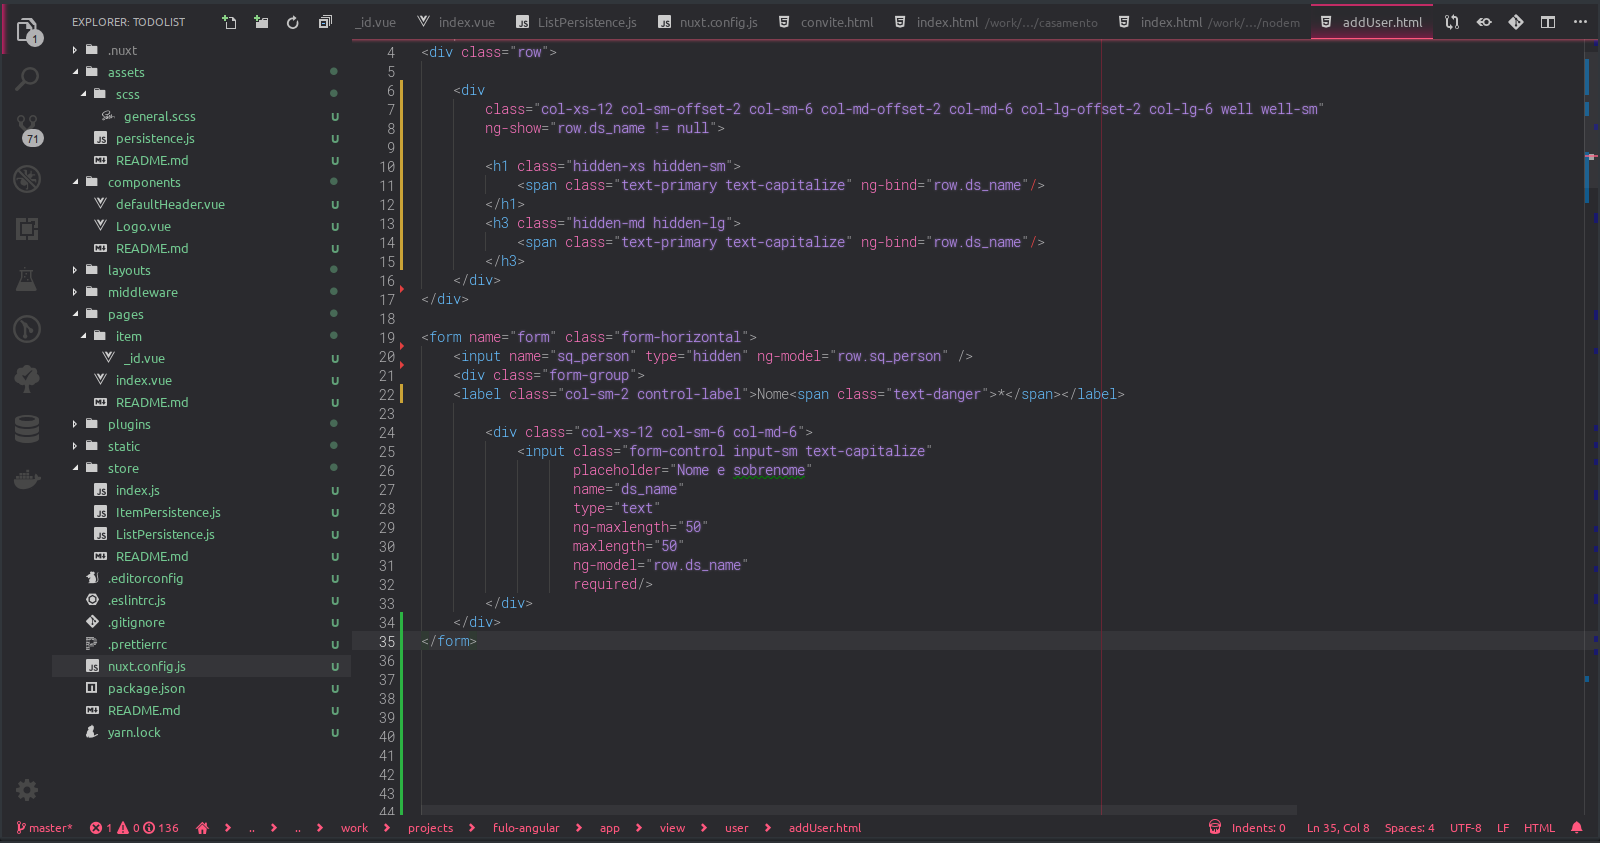 EXPLORER: TODOLIST
_id.vue
index.vue
ListPersistence.js
nuxt.config.js
convite.html
index.html /work/.../casamento
index.html /work/.../nodem
addUser.html
1
71
.nuxt
assets
scss
general.scss U
persistence.js U
README.md U
components
defaultHeader.vue U
Logo.vue U
README.md U
layouts
middleware
pages
item
_id.vue U
index.vue U
README.md U
plugins
static
store
index.js U
ItemPersistence.js U
ListPersistence.js U
README.md U
.editorconfig U
.eslintrc.js U
.gitignore U
.prettierrc U
nuxt.config.js U
package.json U
README.md U
yarn.lock U
4 <div class="row">
5
6 <div
7 class="col-xs-12 col-sm-offset-2 col-sm-6 col-md-offset-2 col-md-6 col-lg-offset-2 col-lg-6 well well-sm"
8 ng-show="row.ds_name != null">
9
10 <h1 class="hidden-xs hidden-sm">
11 <span class="text-primary text-capitalize" ng-bind="row.ds_name"/>
12 </h1>
13 <h3 class="hidden-md hidden-lg">
14 <span class="text-primary text-capitalize" ng-bind="row.ds_name"/>
15 </h3>
16 </div>
17 </div>
18
19 <form name="form" class="form-horizontal">
20 <input name="sq_person" type="hidden" ng-model="row.sq_person" />
21 <div class="form-group">
22 <label class="col-sm-2 control-label">Nome<span class="text-danger">*</span></label>
23
24 <div class="col-xs-12 col-sm-6 col-md-6">
25 <input class="form-control input-sm text-capitalize"
26 placeholder="Nome e sobrenome"
27 name="ds_name"
28 type="text"
29 ng-maxlength="50"
30 maxlength="50"
31 ng-model="row.ds_name"
32 required/>
33 </div>
34 </div>
35 </form>
36
37
38
39
40
41
42
43
44
master* 1 0 136 .. .. work projects fulo-angular app view user addUser.html Indents: 0 Ln 35, Col 8 Spaces: 4 UTF-8 LF HTML